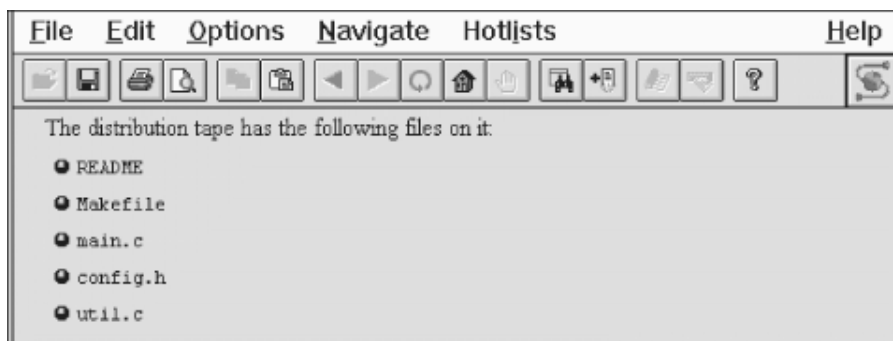 File Edit Options Navigate Hotlists Help
The distribution tape has the following files on it:
README
Makefile
main.c
config.h
util.c